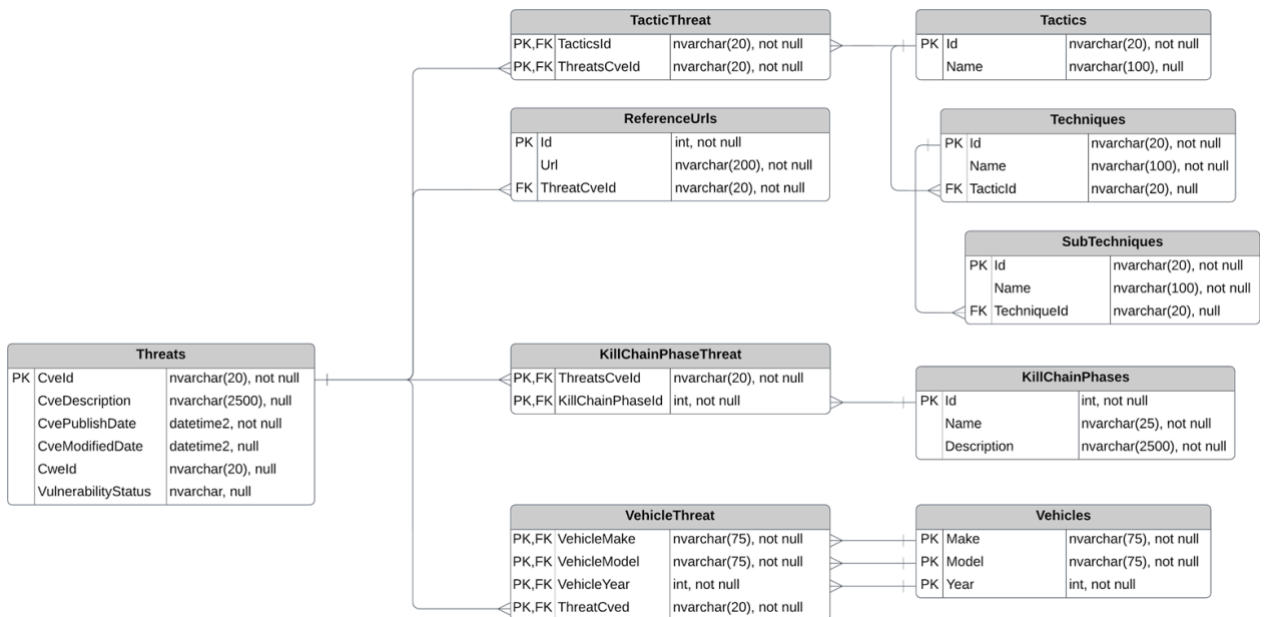 TacticThreat
PK,FK TacticsId nvarchar(20), not null
PK,FK ThreatsCveId nvarchar(20), not null
Tactics
PK Id nvarchar(20), not null
Name nvarchar(100), null
ReferenceUrls
PK Id int, not null
Url nvarchar(200), not null
FK ThreatCveId nvarchar(20), not null
Techniques
PK Id nvarchar(20), not null
Name nvarchar(100), not null
FK TacticId nvarchar(20), null
SubTechniques
PK Id nvarchar(20), not null
Name nvarchar(100), not null
FK TechniqueId nvarchar(20), null
Threats
PK CveId nvarchar(20), not null
CveDescription nvarchar(2500), null
CvePublishDate datetime2, not null
CveModifiedDate datetime2, null
CweId nvarchar(20), null
VulnerabilityStatus nvarchar, null
KillChainPhaseThreat
PK,FK ThreatsCveId nvarchar(20), not null
PK,FK KillChainPhaseId int, not null
KillChainPhases
PK Id int, not null
Name nvarchar(25), not null
Description nvarchar(2500), not null
VehicleThreat
PK,FK VehicleMake nvarchar(75), not null
PK,FK VehicleModel nvarchar(75), not null
PK,FK VehicleYear int, not null
PK,FK ThreatCved nvarchar(20), not null
Vehicles
PK Make nvarchar(75), not null
PK Model nvarchar(75), not null
PK Year int, not null